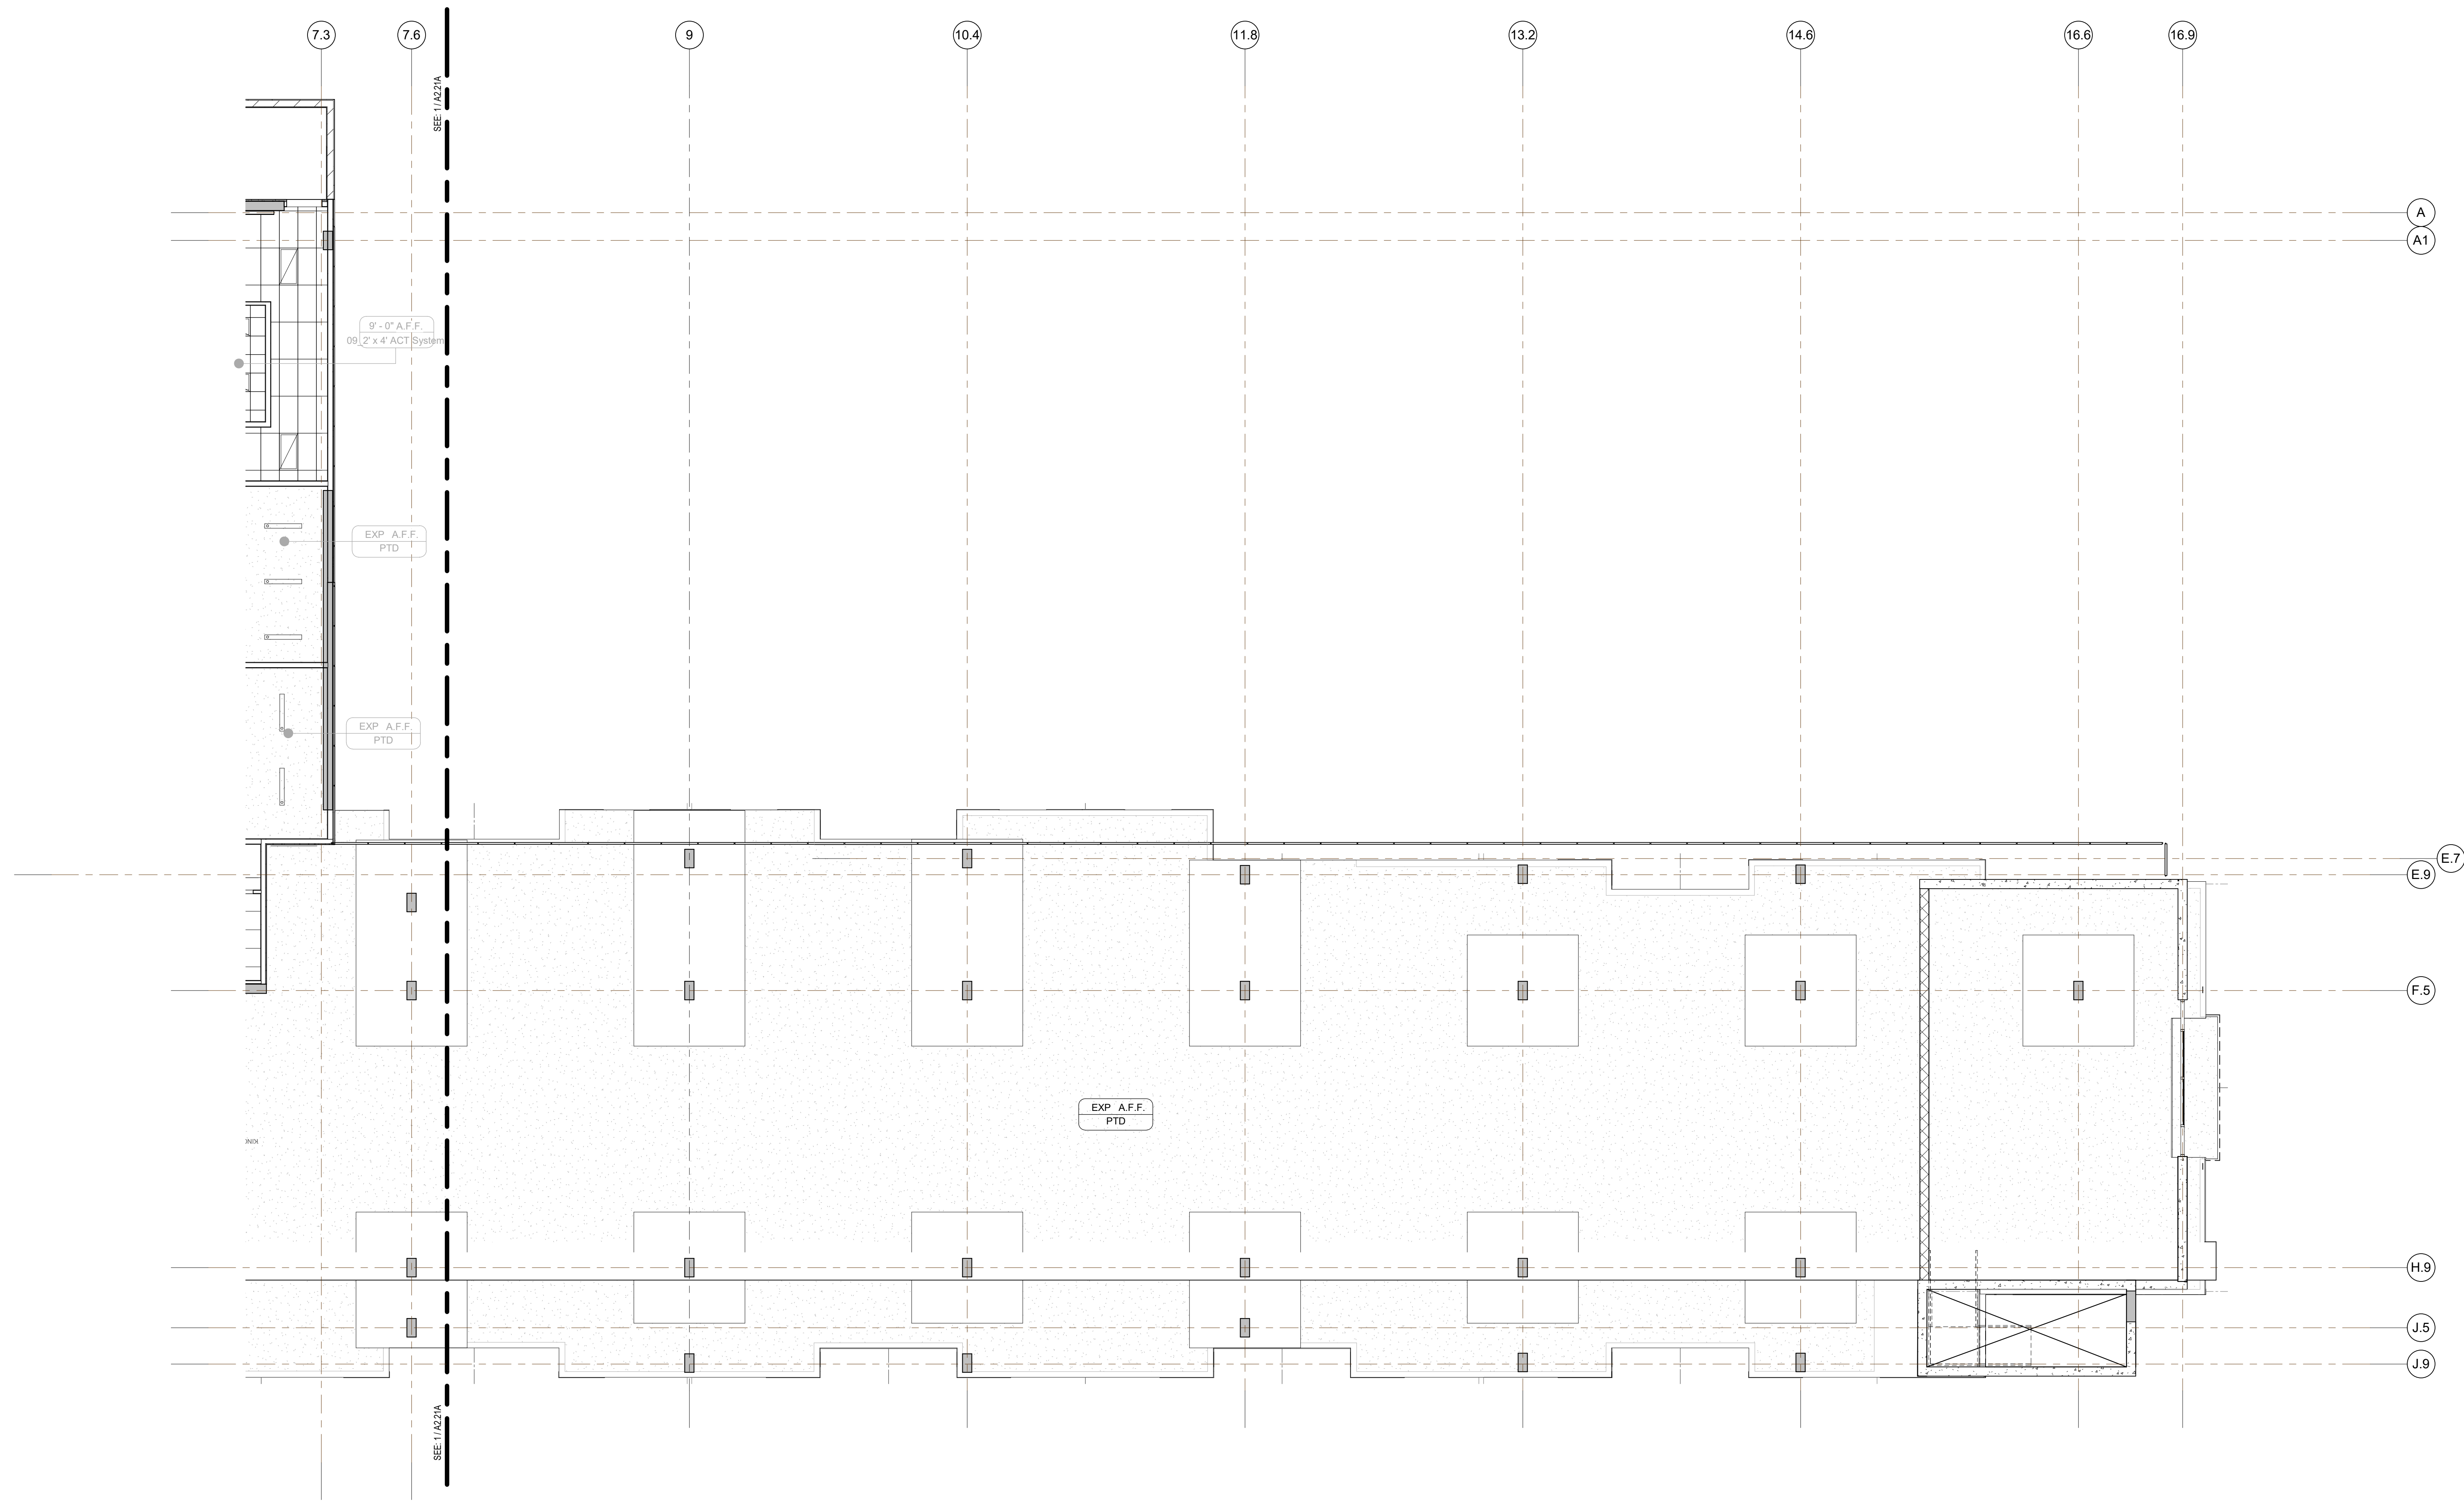 7.3
7.6
9
10.4
11.8
13.2
14.6
16.6
16.9
SEE: 1 / A2.21A
A
A1
9' - 0" A.F.F.
09_2' x 4' ACT System
EXP A.F.F.
PTD
EXP A.F.F.
PTD
E.7
E.9
F.5
EXP A.F.F.
PTD
H.9
J.5
J.9
SEE: 1 / A2.21A